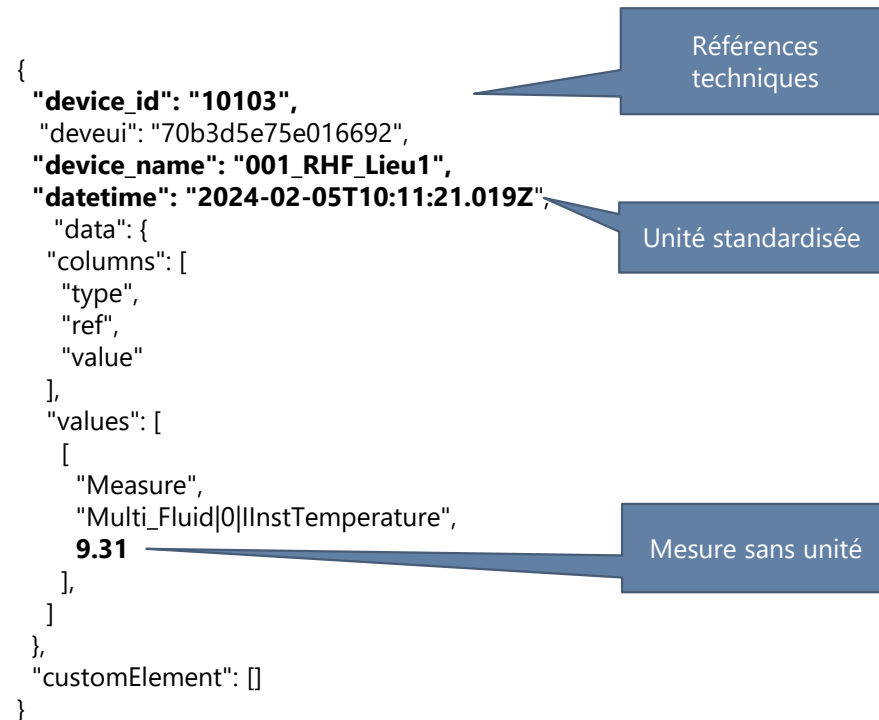 {
"device_id": "10103",
"deveui": "70b3d5e75e016692",
"device_name": "001_RHF_Lieu1",
"datetime": "2024-02-05T10:11:21.019Z",
"data": {
"columns": [
"type",
"ref",
"value"
],
"values": [
[
"Measure",
"Multi_Fluid|0|IInstTemperature",
9.31
],
]
},
"customElement": []
}
Références
techniques
Unité standardisée
Mesure sans unité